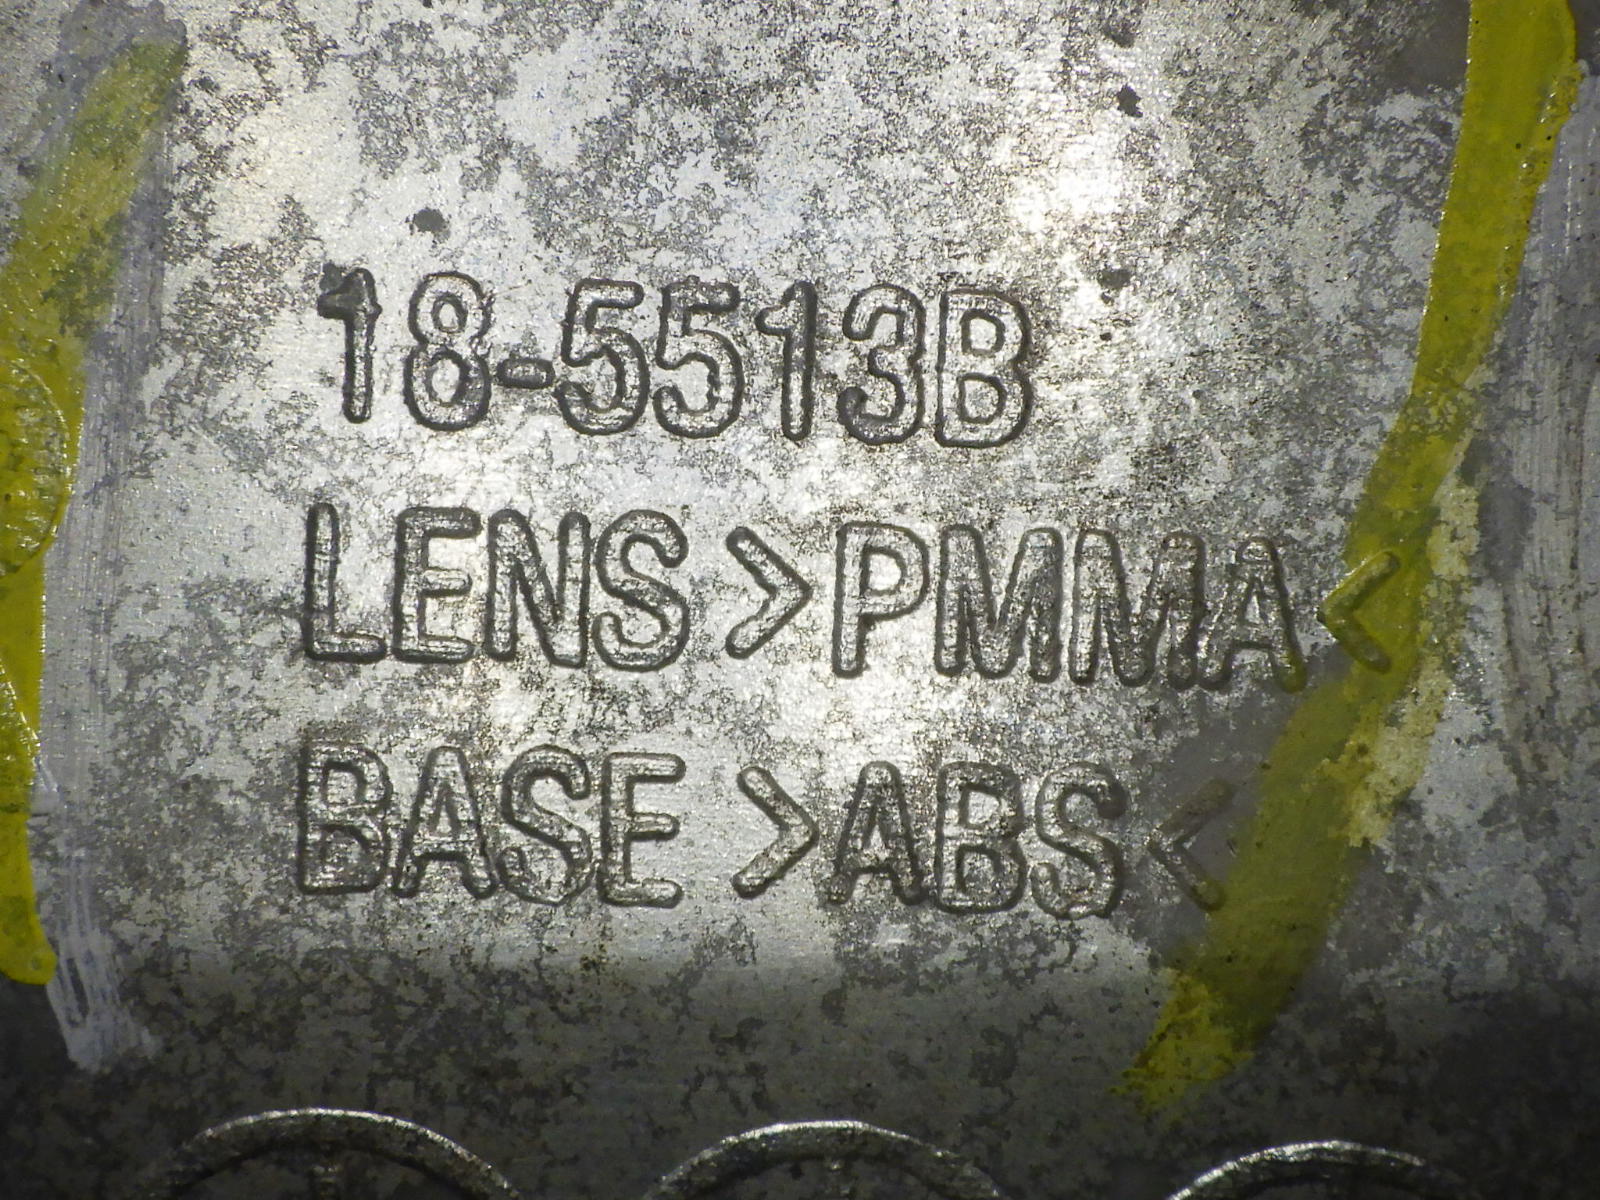 18-5513B
LENS >PMMA<
BASE >ABS<